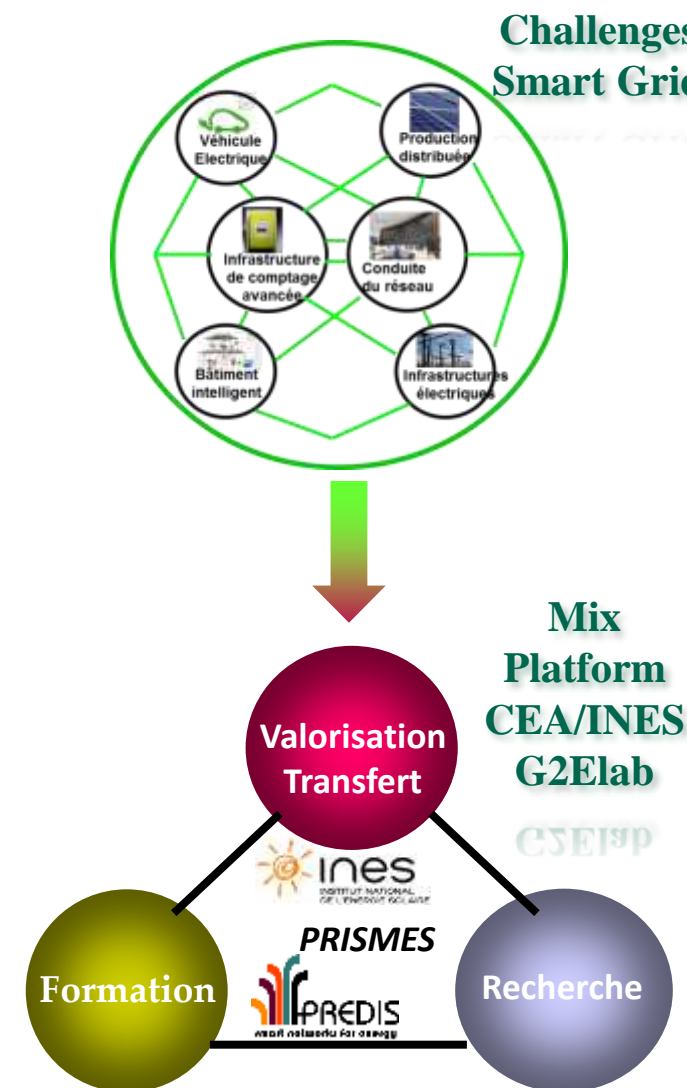 Challenges
Smart Grid
Véhicule
Electrique
Production
distribuée
Infrastructure
de comptage
avancée
Conduite
du réseau
Bâtiment
intelligent
Infrastructures
électriques
Mix
Platform
CEA/INES
G2Elab
Valorisation
Transfert
ines
INSTITUT NATIONAL
DE L'ENERGIE SOLAIRE
PRISMES
Formation
PREDIS
smart networks for energy
Recherche